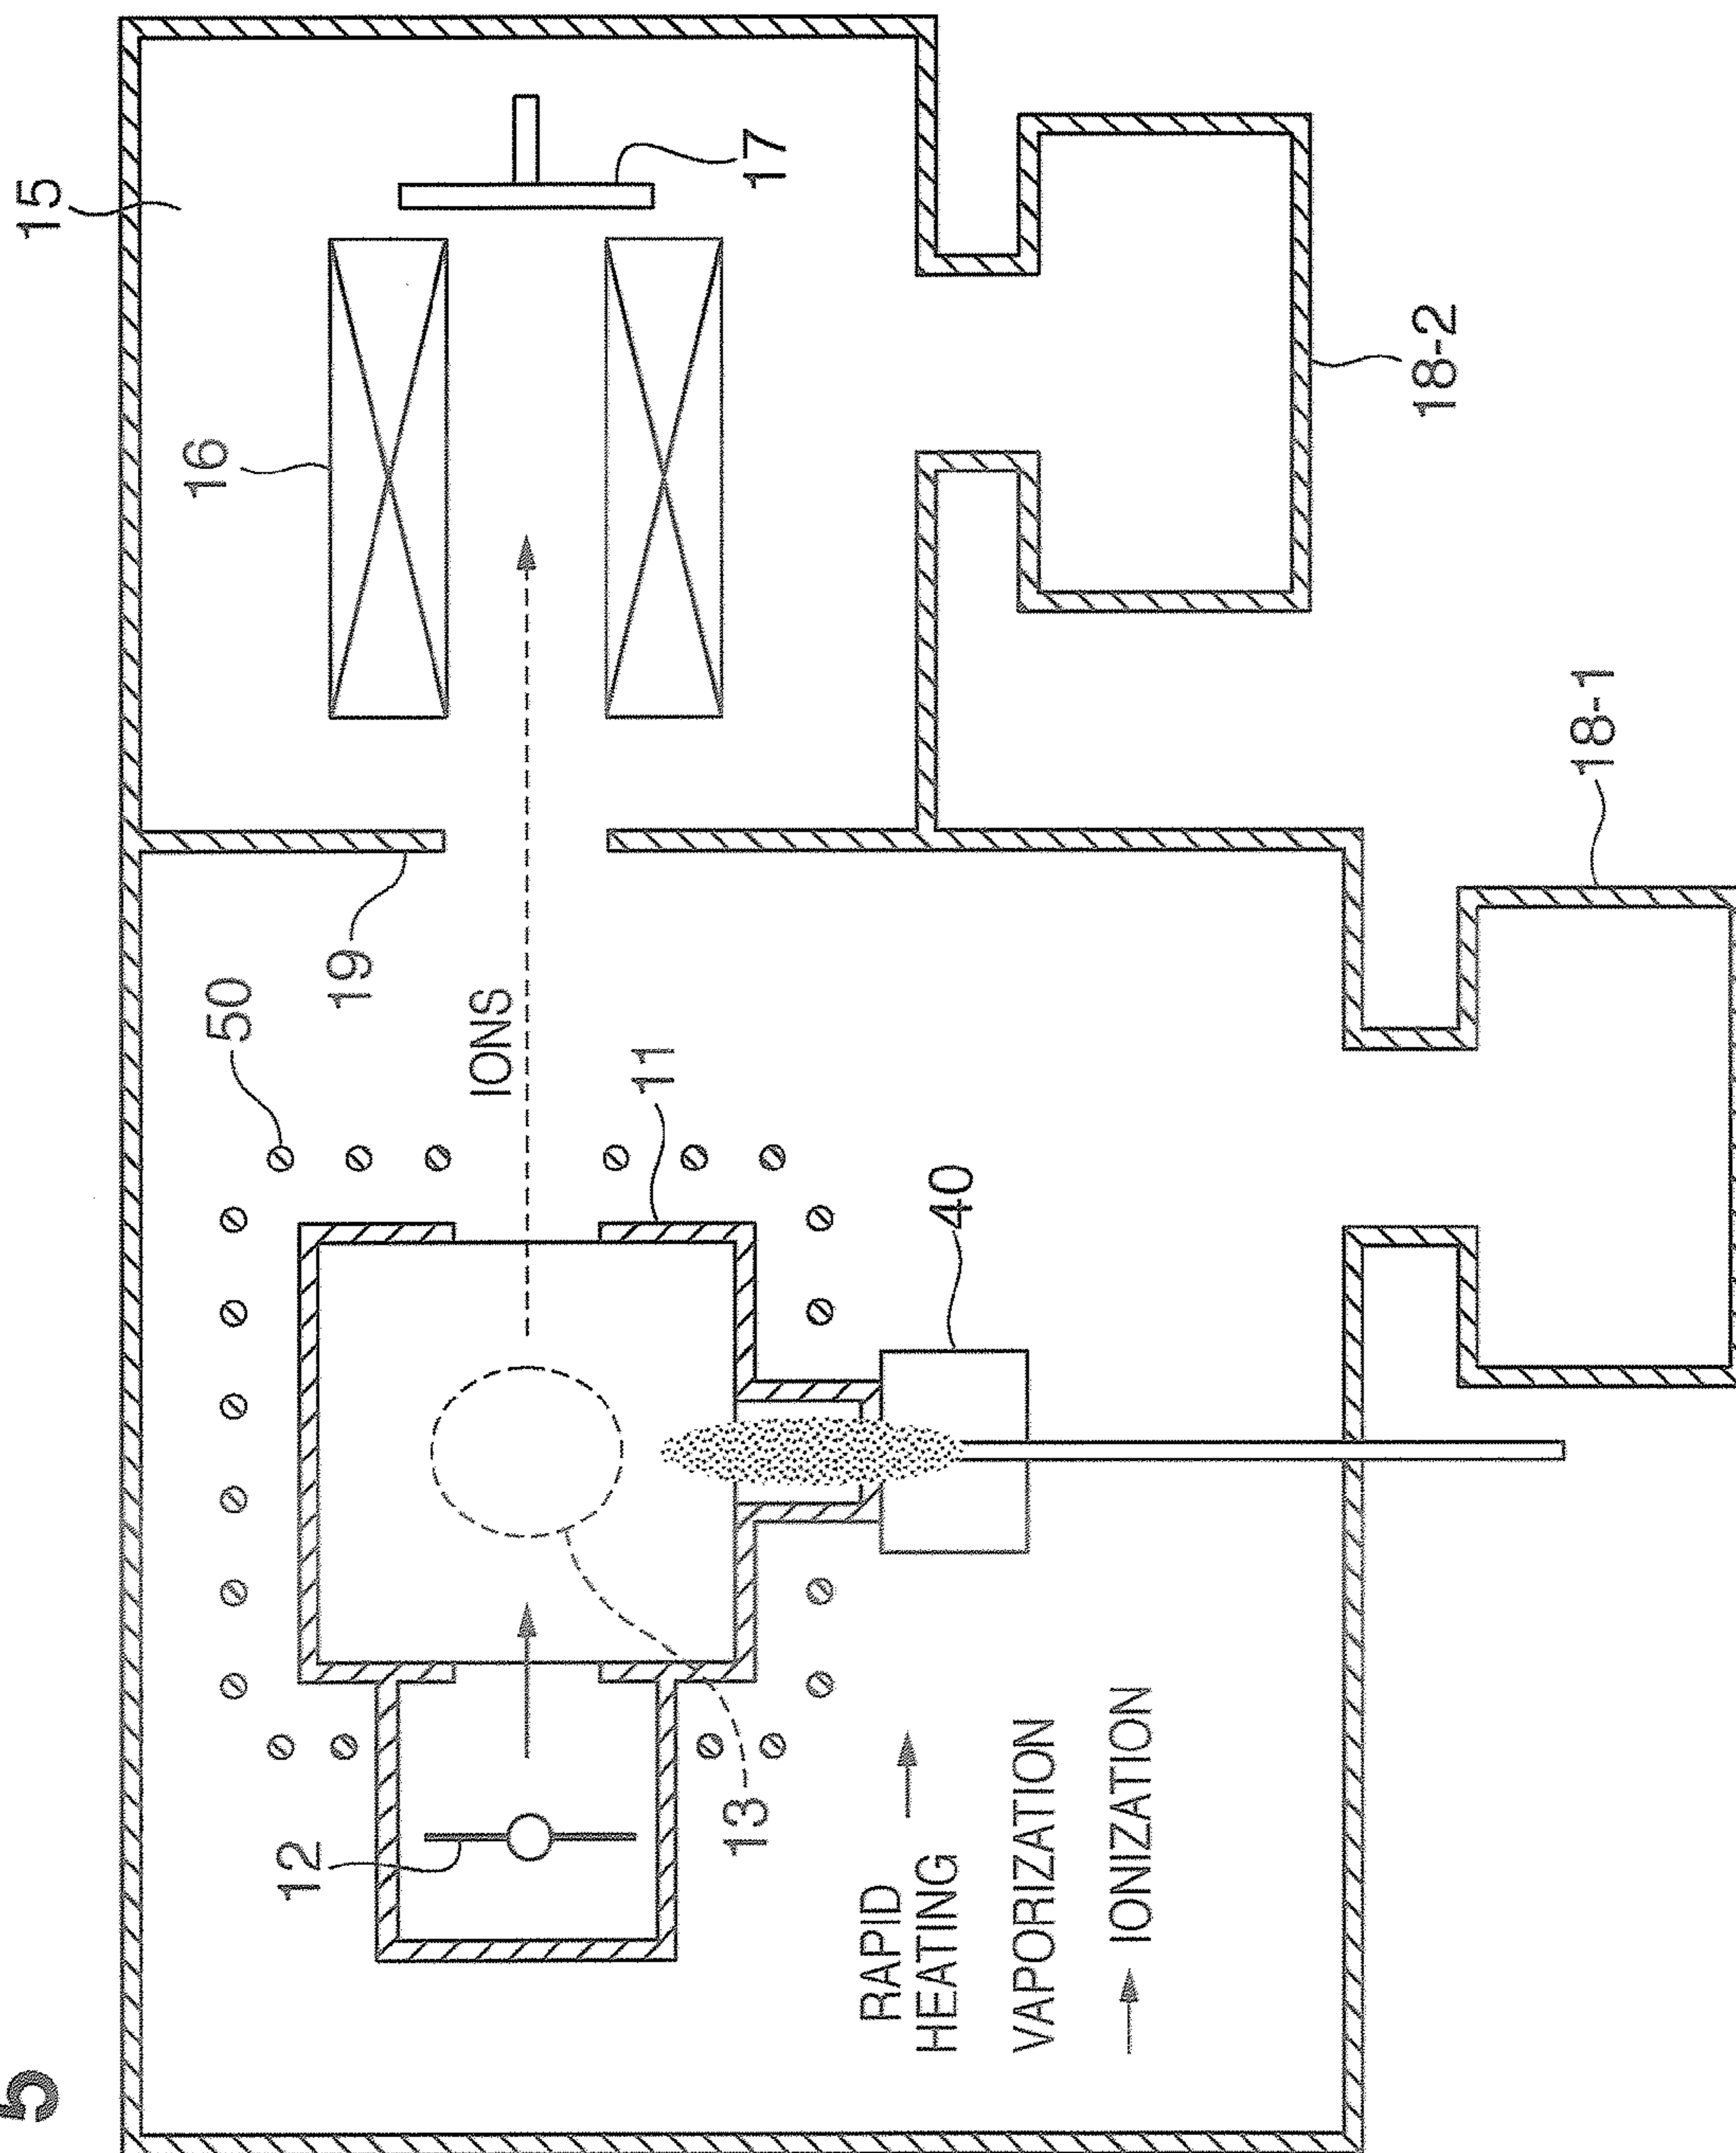 5
15
16
50
12
19
IONS
11
13
17
RAPID
HEATING →
40
VAPORIZATION
→ IONIZATION
18-2
18-1